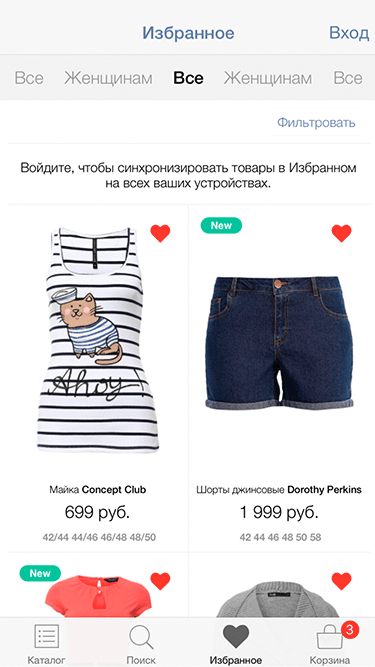 Избранное
Вход
Все Женщинам Все Женщинам Все
Фильтровать
Войдите, чтобы синхронизировать товары в Избранном
на всех ваших устройствах.
New
Ahoy!
Майка Concept Club
699 руб.
42/44 44/46 46/48 48/50
Шорты джинсовые Dorothy Perkins
1 999 руб.
42 44 46 48 50 58
New
Каталог
Поиск
Избранное
3
Корзина